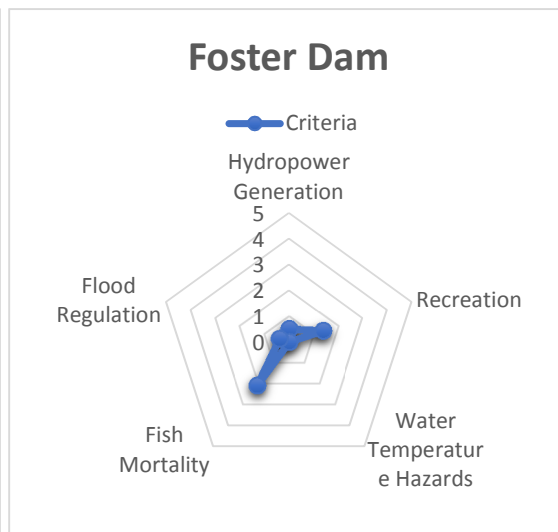 Foster Dam
Criteria
Hydropower
Generation
5
4
3
2
1
0
Recreation
Water
Temperatur
e Hazards
Fish
Mortality
Flood
Regulation